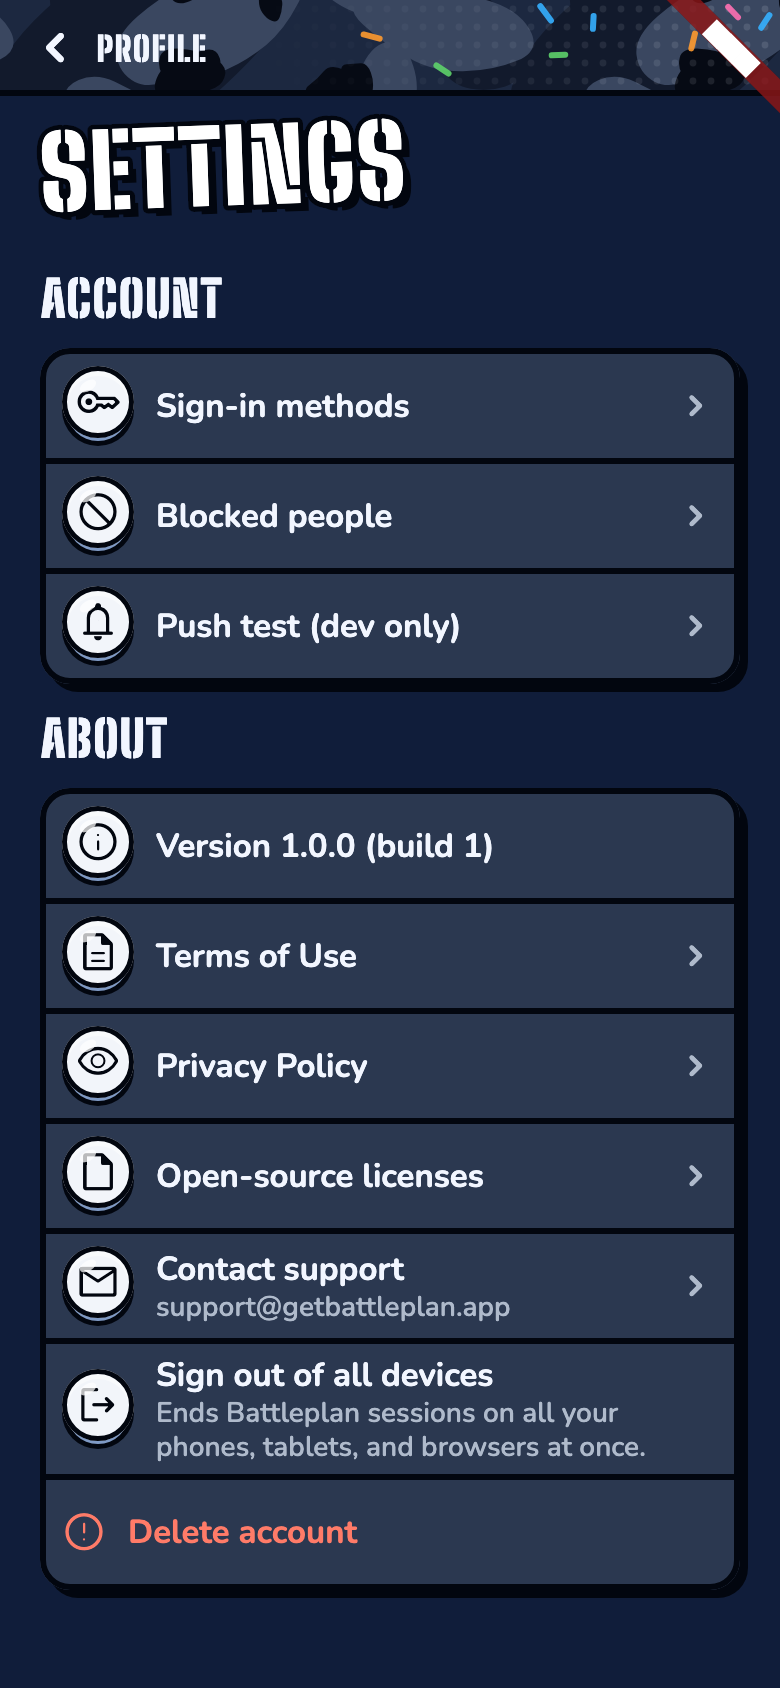 PROFILE
SETTINGS
ACCOUNT
Sign-in methods
Blocked people
Push test (dev only)
ABOUT
Version 1.0.0 (build 1)
Terms of Use
Privacy Policy
Open-source licenses
Contact support
support@getbattleplan.app
Sign out of all devices
Ends Battleplan sessions on all your
phones, tablets, and browsers at once.
Delete account